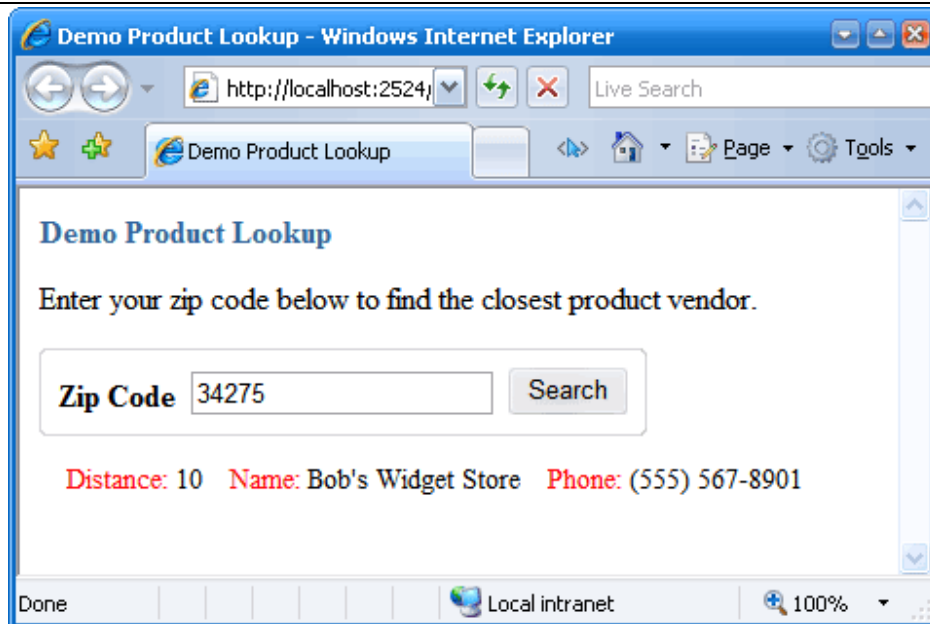 Demo Product Lookup - Windows Internet Explorer
http://localhost:2524/
Live Search
Demo Product Lookup
Page
Tools
Demo Product Lookup
Enter your zip code below to find the closest product vendor.
Zip Code 34275 Search
Distance: 10 Name: Bob's Widget Store Phone: (555) 567-8901
Done Local intranet 100%